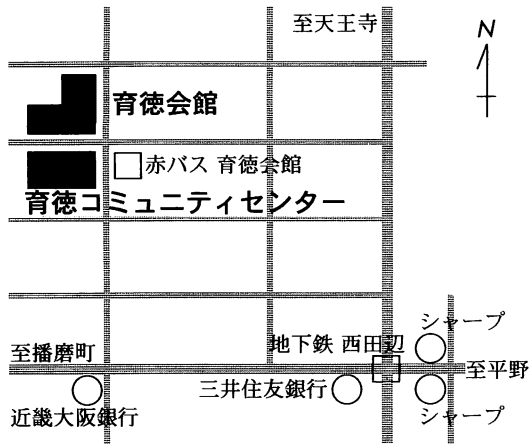 至天王寺
N
育徳会館
赤バス 育徳会館
育徳コミュニティセンター
シャープ
地下鉄 西田辺
至播磨町
至平野
三井住友銀行
近畿大阪銀行
シャープ